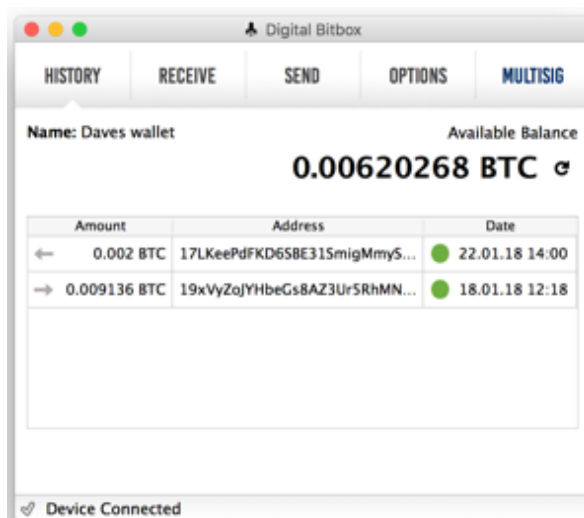 Digital Bitbox
HISTORY RECEIVE SEND OPTIONS MULTISIG
Name: Daves wallet Available Balance
0.00620268 BTC
Amount Address Date
0.002 BTC 17LKeePdFKD6SBE31SmigMmyS... 22.01.18 14:00
0.009136 BTC 19xVyZoJYHbeGs8AZ3Ur5RhMN... 18.01.18 12:18
Device Connected